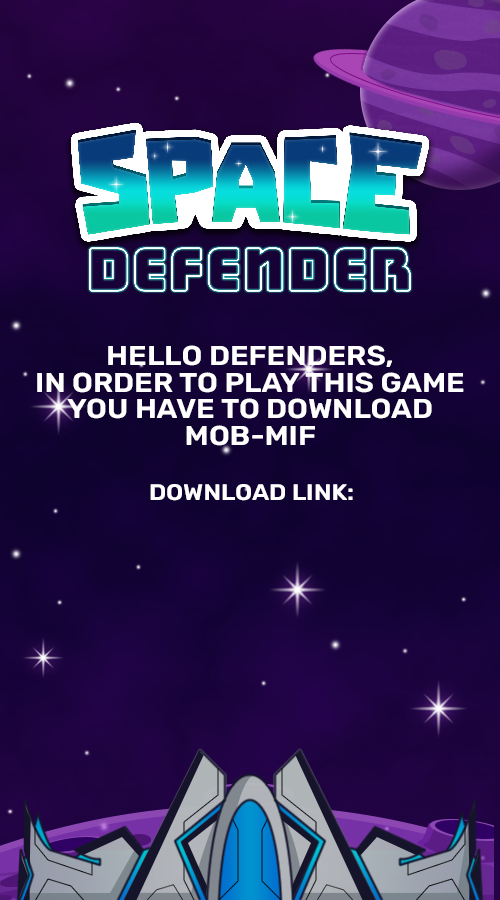 SPACE
DEFENDER
HELLO DEFENDERS,
IN ORDER TO PLAY THIS GAME
YOU HAVE TO DOWNLOAD
MOB-MIF
DOWNLOAD LINK: